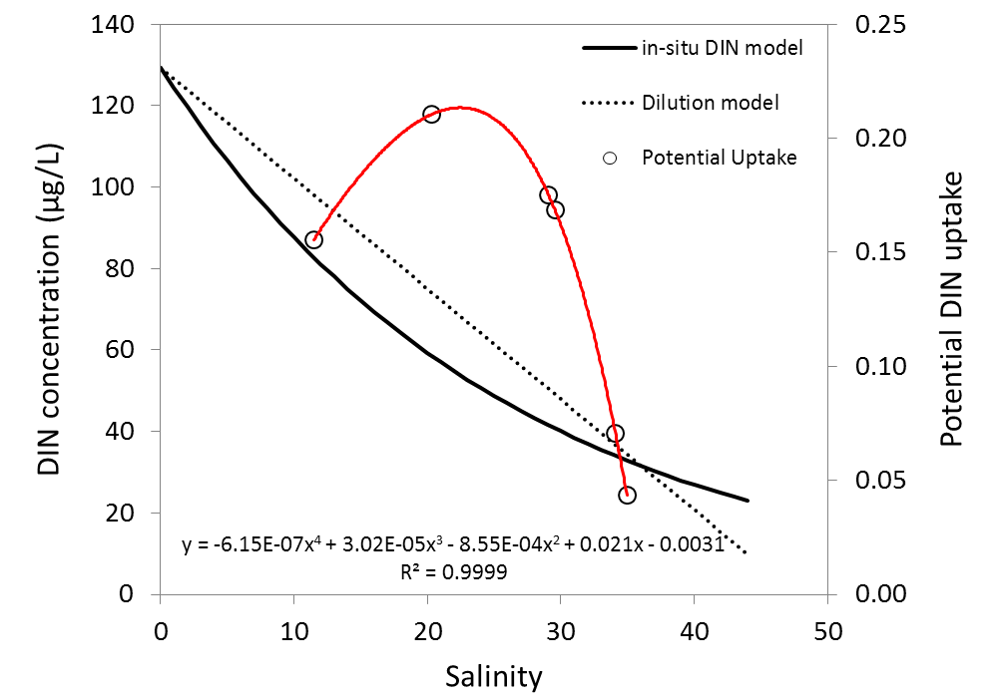 140
120
100
80
60
40
20
0
DIN concentration (µg/L)
0.25
0.20
0.15
0.10
0.05
0.00
Potential DIN uptake
in-situ DIN model
Dilution model
Potential Uptake
y = -6.15E-07x⁴ + 3.02E-05x³ - 8.55E-04x² + 0.021x - 0.0031
R² = 0.9999
0 10 20 30 40 50
Salinity